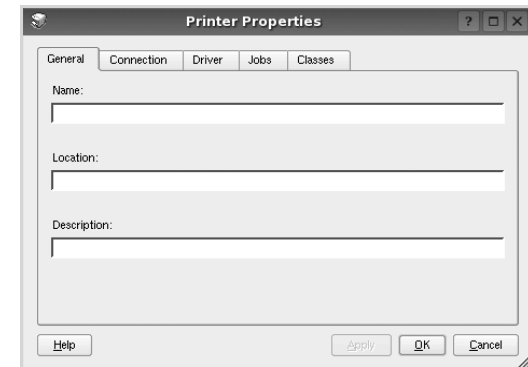 Printer Properties
?
General Connection Driver Jobs Classes
Name:
Location:
Description:
Help Apply OK Cancel